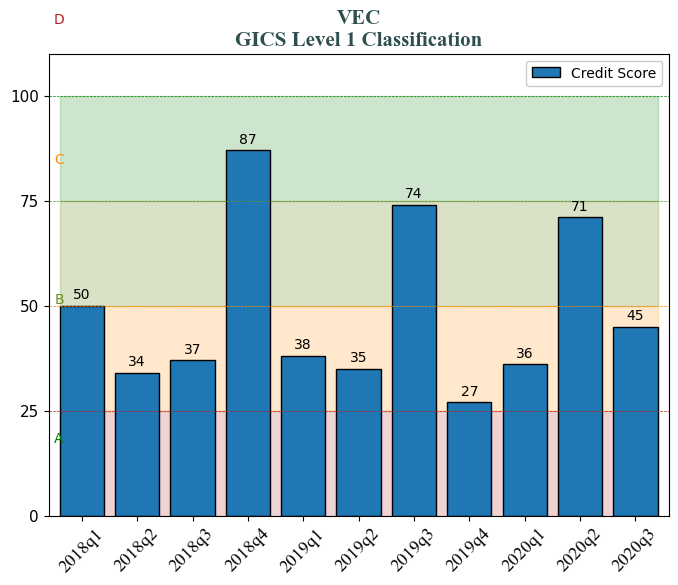 D
VEC
GICS Level 1 Classification
Credit Score
100
C
87
75
74
71
B
50
50
45
38
37
36
35
34
27
25
A
0
2018q1
2018q2
2018q3
2018q4
2019q1
2019q2
2019q3
2019q4
2020q1
2020q2
2020q3